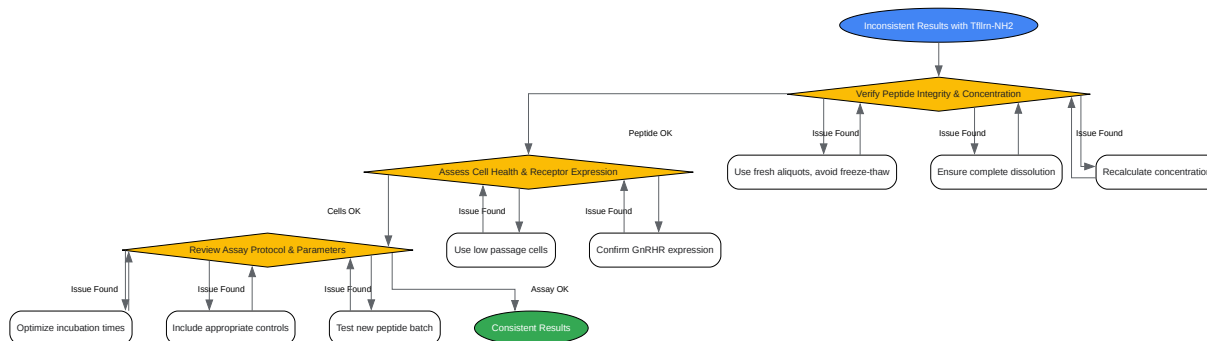 Inconsistent Results with Tfllrn-NH2
Verify Peptide Integrity & Concentration
Peptide OK
Issue Found
Issue Found
Issue Found
Use fresh aliquots, avoid freeze-thaw
Ensure complete dissolution
Recalculate concentration
Assess Cell Health & Receptor Expression
Cells OK
Issue Found
Issue Found
Use low passage cells
Confirm GnRHR expression
Review Assay Protocol & Parameters
Issue Found
Issue Found
Issue Found
Assay OK
Optimize incubation times
Include appropriate controls
Test new peptide batch
Consistent Results